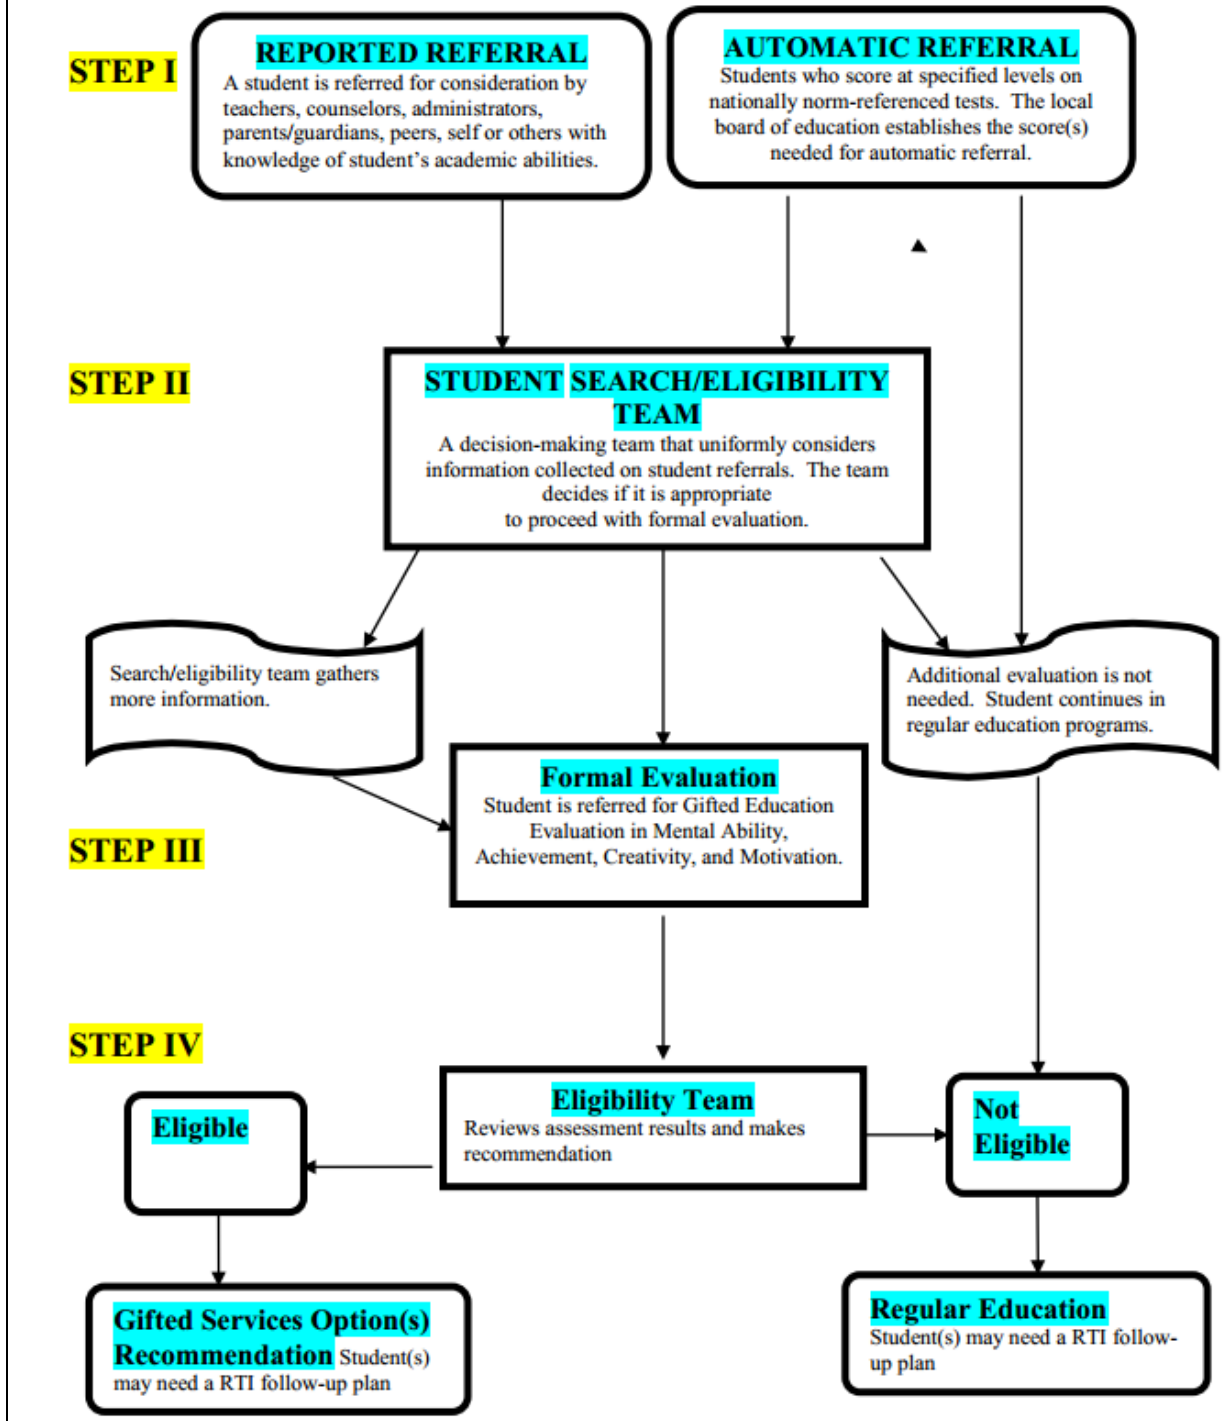 STEP I
REPORTED REFERRAL
A student is referred for consideration by
teachers, counselors, administrators,
parents/guardians, peers, self or others with
knowledge of student's academic abilities.
AUTOMATIC REFERRAL
Students who score at specified levels on
nationally norm-referenced tests.  The local
board of education establishes the score(s)
needed for automatic referral.
STEP II
STUDENT SEARCH/ELIGIBILITY
TEAM
A decision-making team that uniformly considers
information collected on student referrals.  The team
decides if it is appropriate
to proceed with formal evaluation.
Search/eligibility team gathers
more information.
Additional evaluation is not
needed.  Student continues in
regular education programs.
STEP III
Formal Evaluation
Student is referred for Gifted Education
Evaluation in Mental Ability,
Achievement, Creativity, and Motivation.
STEP IV
Eligible
Eligibility Team
Reviews assessment results and makes
recommendation
Not
Eligible
Gifted Services Option(s)
Recommendation Student(s)
may need a RTI follow-up plan
Regular Education
Student(s) may need a RTI follow-
up plan